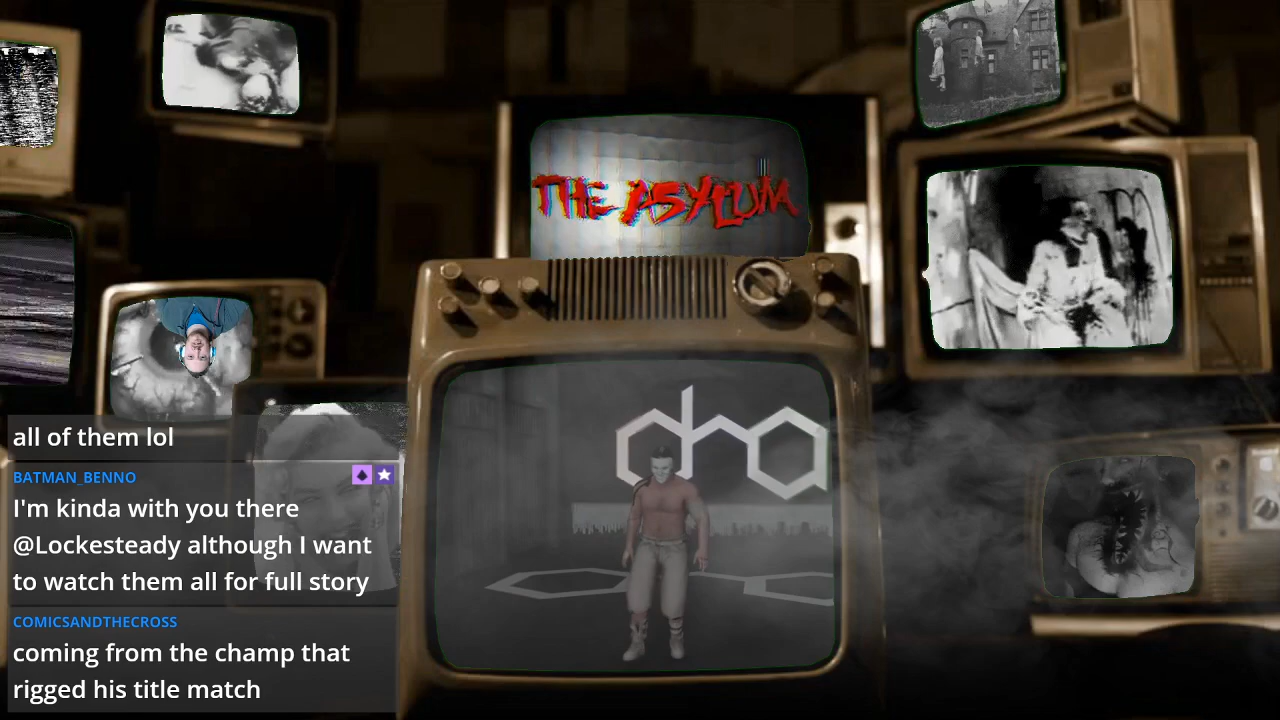 THE ASYLUM
dha
all of them lol
BATMAN_BENNO
I'm kinda with you there
@Lockesteady although I want
to watch them all for full story
COMICSANDTHECROSS
coming from the champ that
rigged his title match